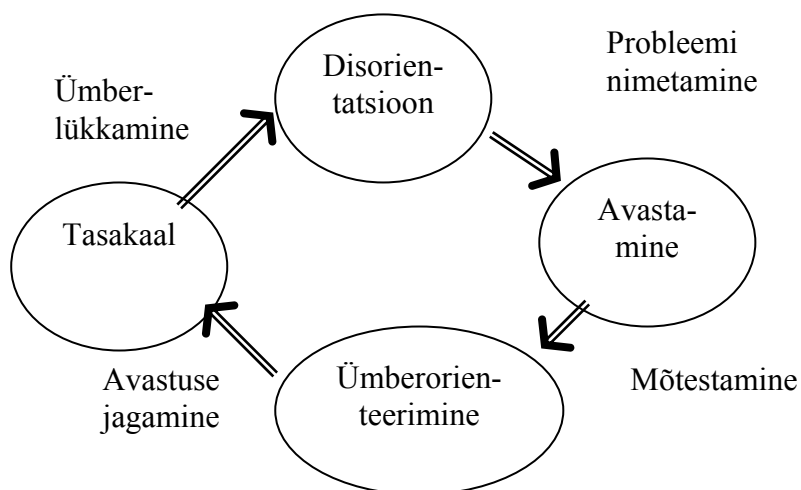 Disorien-
tatsioon
Probleemi
nimetamine
Ümber-
lükkamine
Tasakaal
Avasta-
mine
Avastuse
jagamine
Ümberorien-
teerimine
Mõtestamine